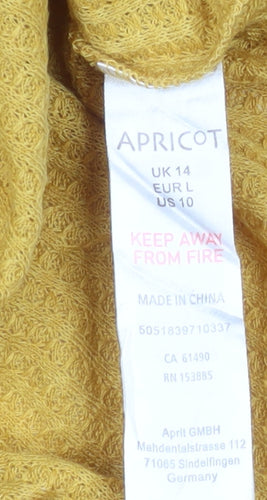 APRICOT
UK 14
EUR L
US 10
KEEP AWAY
FROM FIRE
MADE IN CHINA
5051839710337
CA 61490
RN 153885
Aprit GMBH
Mahdentalstrasse 112
71065 Sindelfingen
Germany